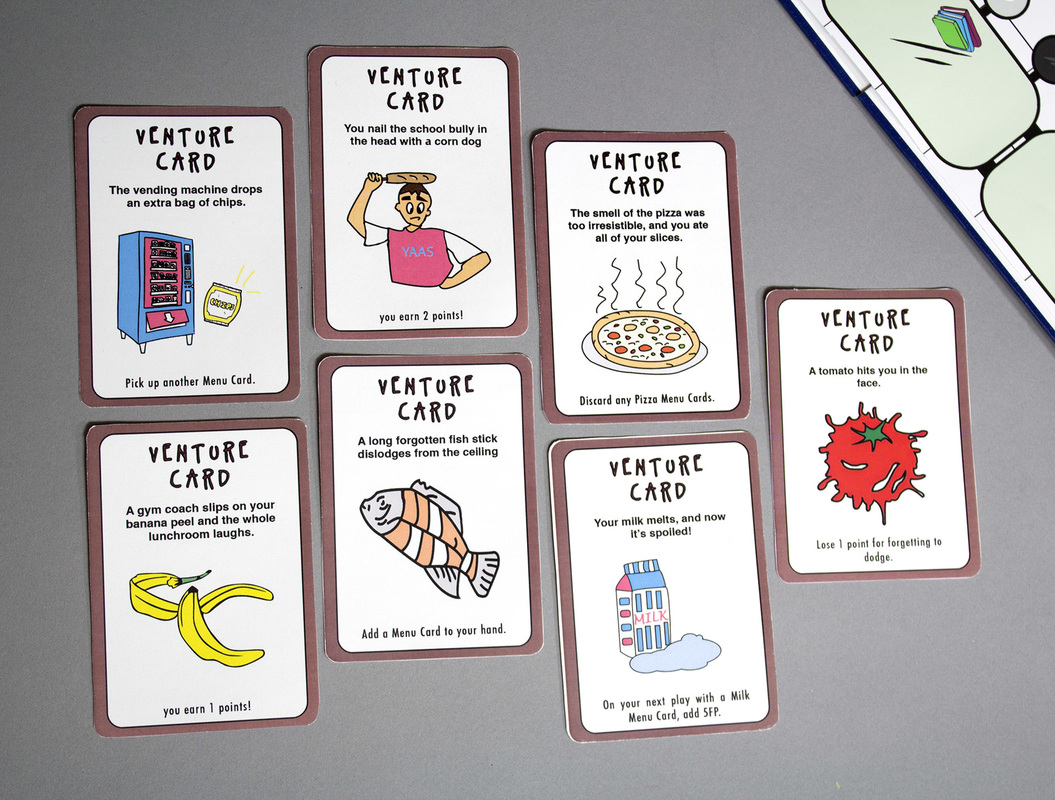 VENTURE
CARD
The vending machine drops
an extra bag of chips.
Pick up another Menu Card.
VENTURE
CARD
You nail the school bully in
the head with a corn dog
YAAS
you earn 2 points!
VENTURE
CARD
The smell of the pizza was
too irresistible, and you ate
all of your slices.
Discard any Pizza Menu Cards.
VENTURE
CARD
A tomato hits you in the
face.
Lose 1 point for forgetting to
dodge.
VENTURE
CARD
A gym coach slips on your
banana peel and the whole
lunchroom laughs.
you earn 1 points!
VENTURE
CARD
A long forgotten fish stick
dislodges from the ceiling
Add a Menu Card to your hand.
VENTURE
CARD
Your milk melts, and now
it's spoiled!
MILK
On your next play with a Milk
Menu Card, add 5FP.